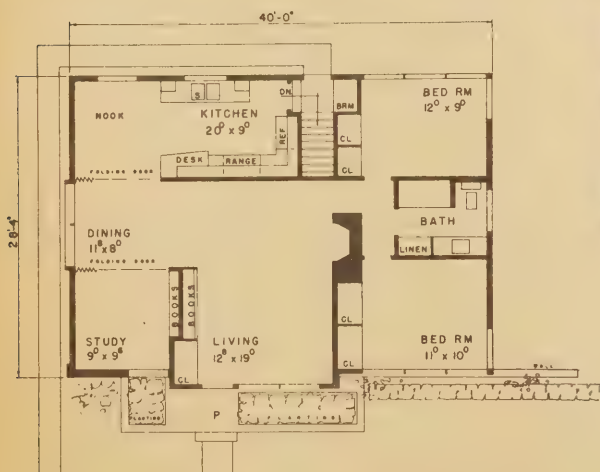 40'-0"
28'-4"
NOOK
S
KITCHEN
20⁰ x 9⁰
DN
BRM
CL
CL
REF
DESK
RANGE
BED RM
12⁰ x 9⁰
FOLDING DOOR
DINING
11⁸ x 8⁰
FOLDING DOOR
BATH
LINEN
BOOKS
BOOKS
STUDY
9⁰ x 9⁶
LIVING
12⁸ x 19⁰
CL
CL
CL
BED RM
11⁰ x 10⁰
WALL
PLANTING
P
PLANTING